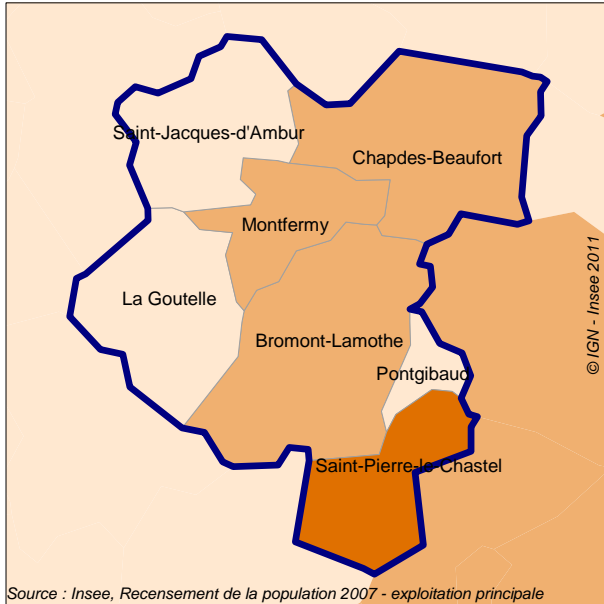 Saint-Jacques-d'Ambur
Chapdes-Beaufort
Montfermy
La Goutelle
Bromont-Lamothe
Pontgibaud
Saint-Pierre-le-Chastel
© IGN - Insee 2011
Source : Insee, Recensement de la population 2007 - exploitation principale